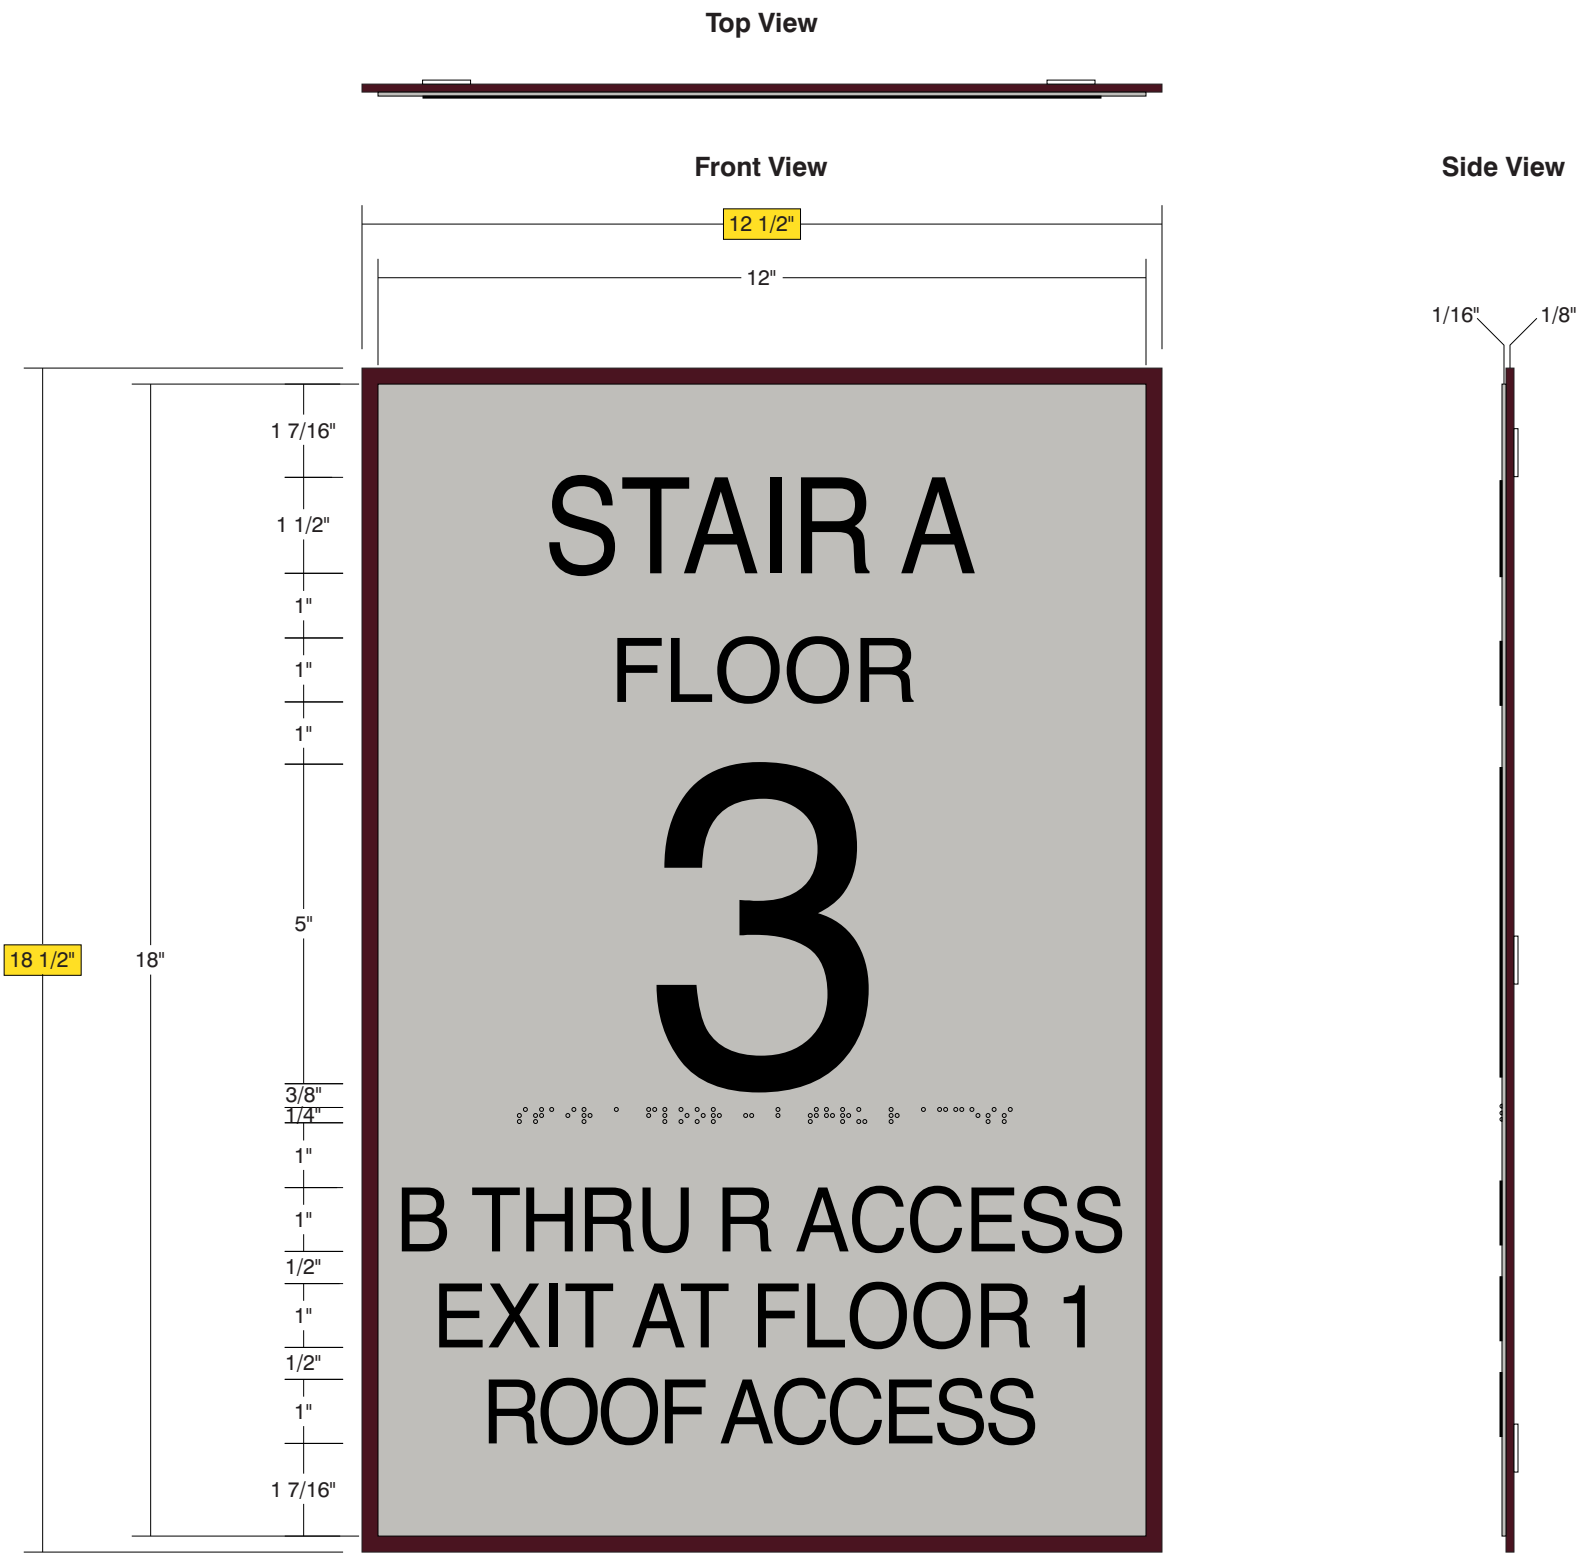 Top View
Front View
Side View
12 1/2"
12"
1/16"
1/8"
1 7/16"
STAIR A
1 1/2"
1"
FLOOR
1"
1"
3
5"
18 1/2"
18"
3/8"
1/4"
1"
B THRU R ACCESS
1"
1/2"
EXIT AT FLOOR 1
1"
1/2"
ROOF ACCESS
1"
1 7/16"